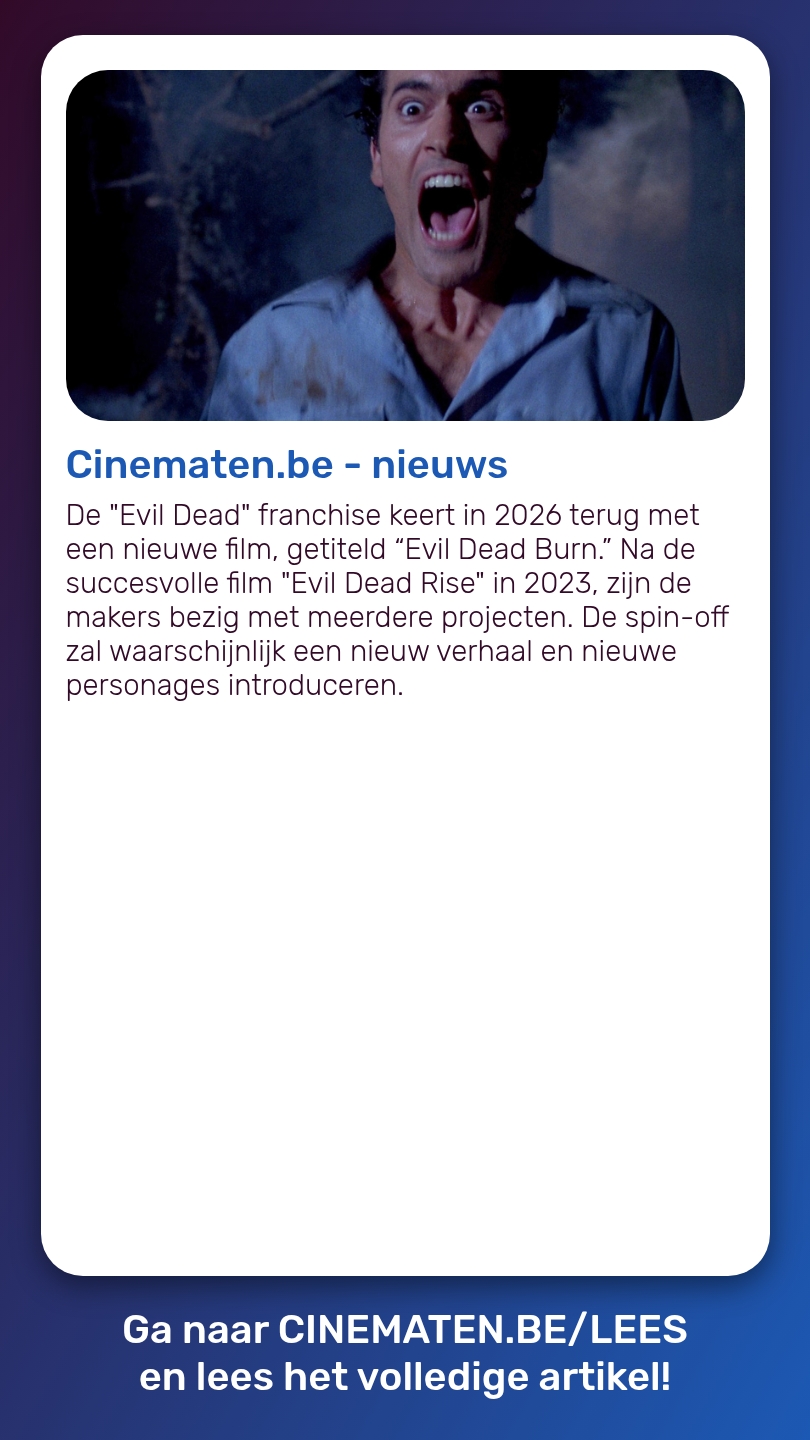 Cinematen.be - nieuws
De "Evil Dead" franchise keert in 2026 terug met
een nieuwe film, getiteld “Evil Dead Burn.” Na de
succesvolle film "Evil Dead Rise" in 2023, zijn de
makers bezig met meerdere projecten. De spin-off
zal waarschijnlijk een nieuw verhaal en nieuwe
personages introduceren.
Ga naar CINEMATEN.BE/LEES
en lees het volledige artikel!